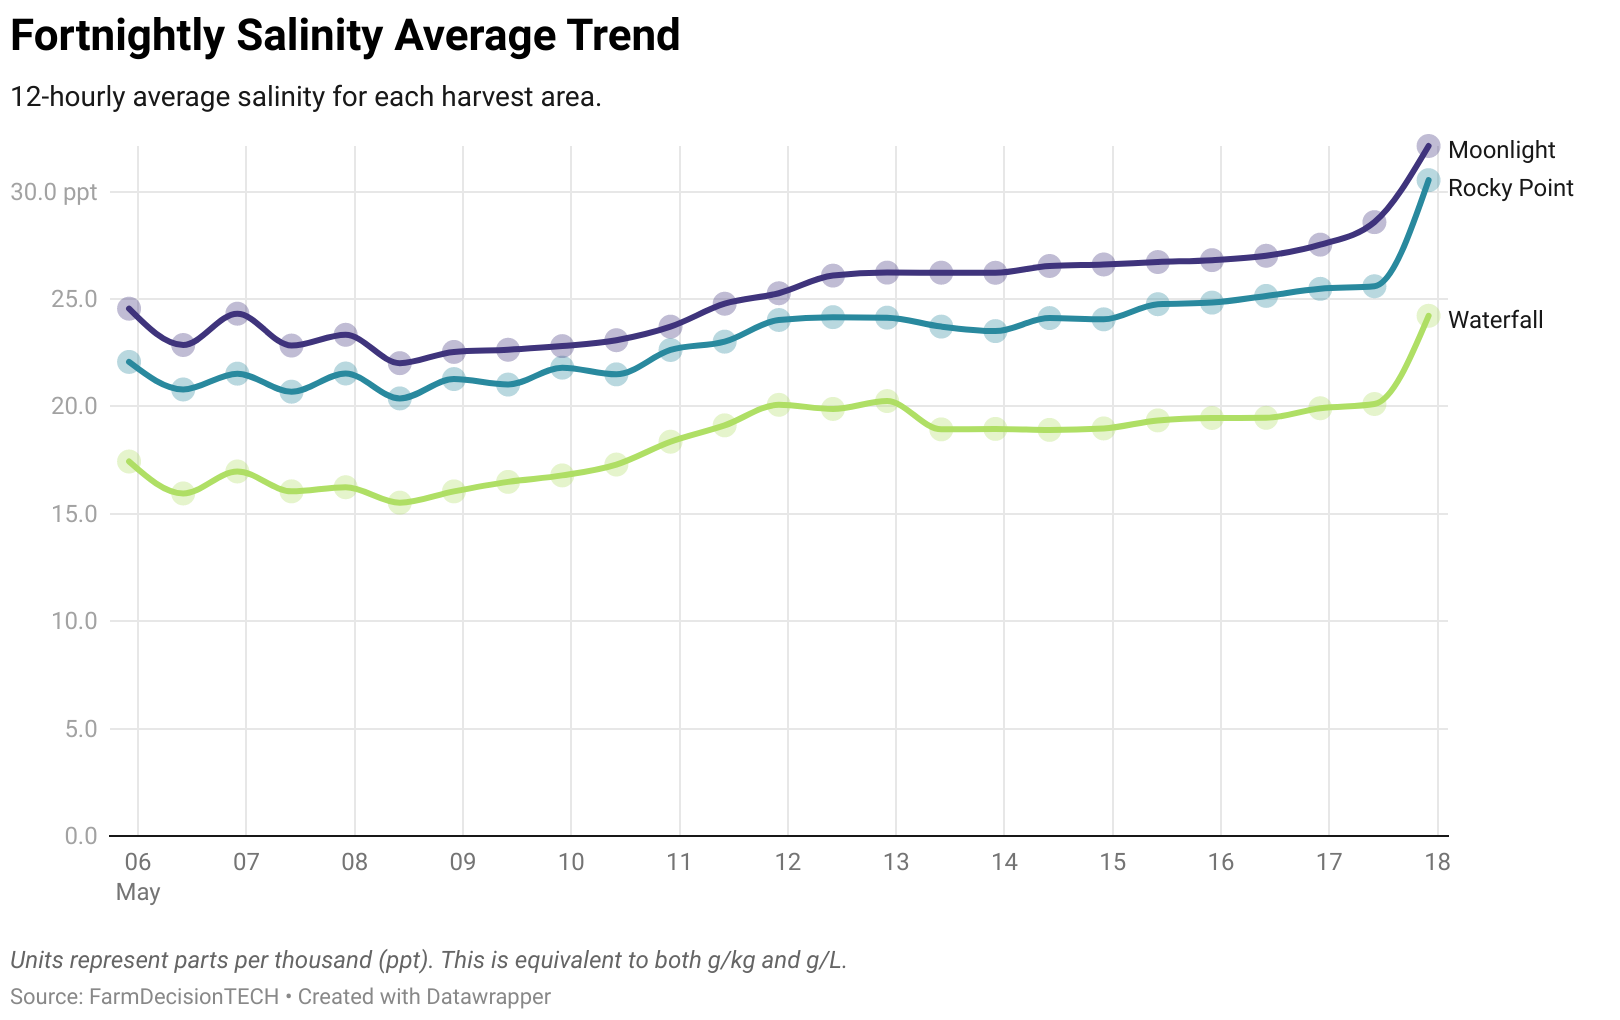 Fortnightly Salinity Average Trend
12-hourly average salinity for each harvest area.
Moonlight
Rocky Point
Waterfall
30.0 ppt
25.0
20.0
15.0
10.0
5.0
0.0
06 07 08 09 10 11 12 13 14 15 16 17 18
May
Units represent parts per thousand (ppt). This is equivalent to both g/kg and g/L.
Source: FarmDecisionTECH • Created with Datawrapper